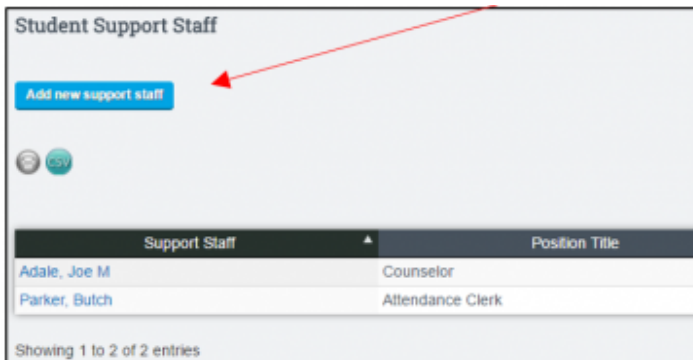 Student Support Staff
Add new support staff
CSV
Support Staff Position Title
Adale, Joe M Counselor
Parker, Butch Attendance Clerk
Showing 1 to 2 of 2 entries